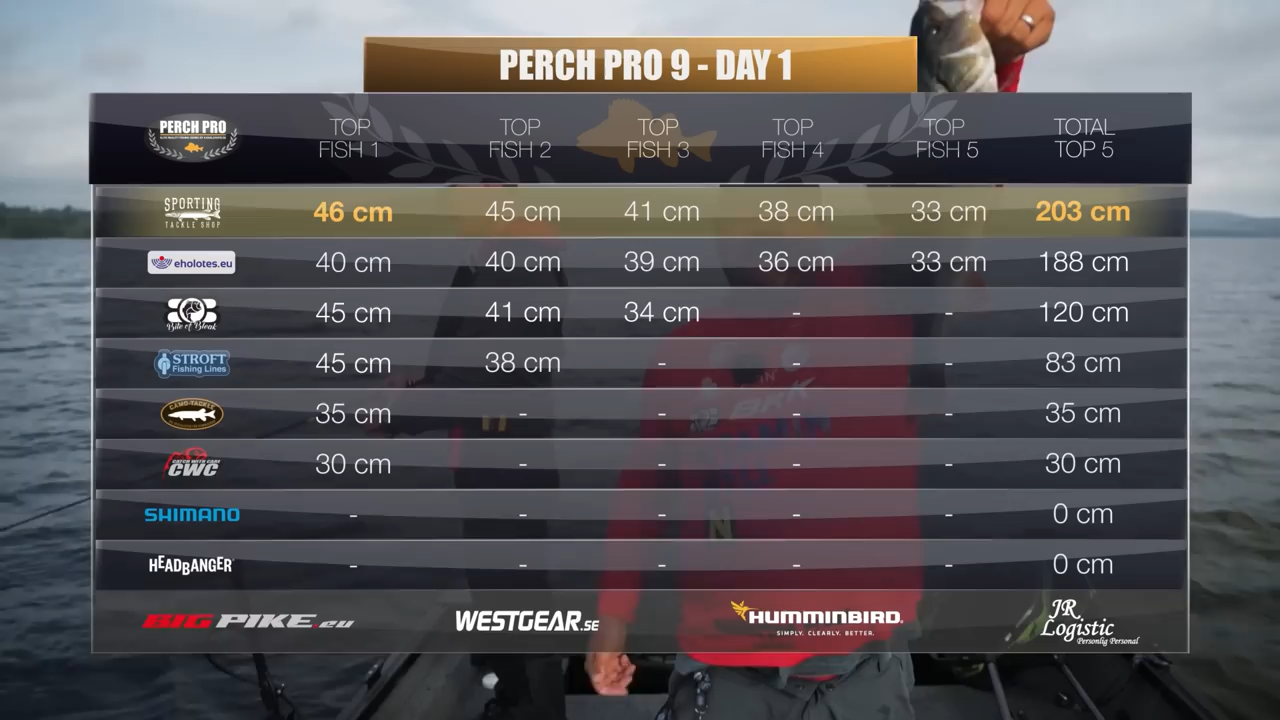 PERCH PRO 9 - DAY 1
PERCH PRO
TOP FISH 1
TOP FISH 2
TOP FISH 3
TOP FISH 4
TOP FISH 5
TOTAL TOP 5
SPORTING TACKLE SHOP 46 cm 45 cm 41 cm 38 cm 33 cm 203 cm
eholotes.eu 40 cm 40 cm 39 cm 36 cm 33 cm 188 cm
Bite of Bleak 45 cm 41 cm 34 cm - - 120 cm
STROFT Fishing Lines 45 cm 38 cm - - - 83 cm
CAMO-TACKLE 35 cm - - - - 35 cm
CATCH WITH CARE CWC 30 cm - - - - 30 cm
SHIMANO - - - - - 0 cm
HEADBANGER - - - - - 0 cm
BIG PIKE.eu
WESTGEAR.SE
HUMMINBIRD.
SIMPLY. CLEARLY. BETTER.
JR Logistic
Personlig Personal